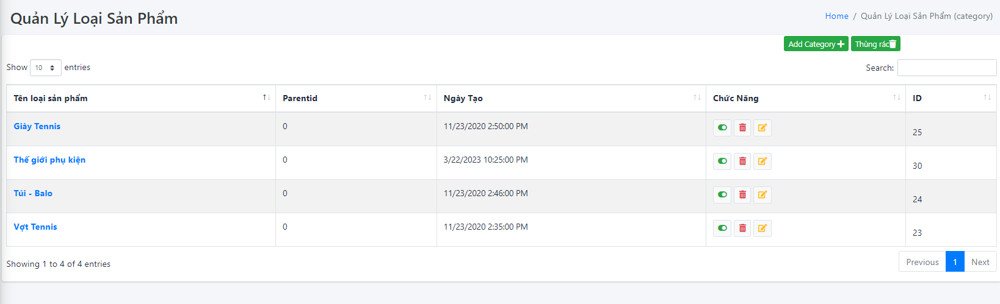 Quản Lý Loại Sản Phẩm
Home / Quản Lý Loại Sản Phẩm (category)
Add Category Thùng rác
Show 10 entries Search:
Tên loại sản phẩm Parentid Ngày Tạo Chức Năng ID
Giày Tennis 0 11/23/2020 2:50:00 PM 25
Thế giới phụ kiện 0 3/22/2023 10:25:00 PM 30
Túi - Balo 0 11/23/2020 2:46:00 PM 24
Vợt Tennis 0 11/23/2020 2:35:00 PM 23
Showing 1 to 4 of 4 entries Previous 1 Next